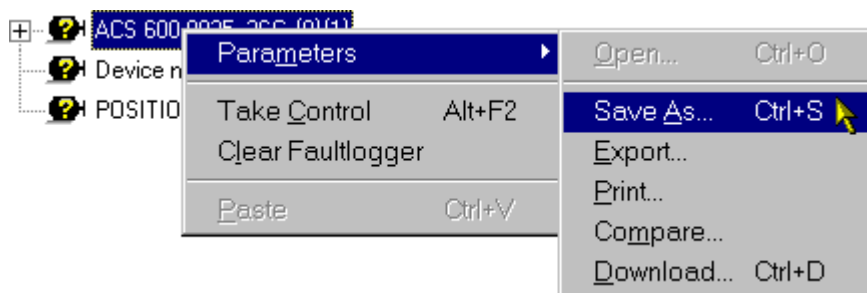 ACS 600
Device n
POSITIO
Parameters
Take Control Alt+F2
Clear Faultlogger
Paste Ctrl+V
Open... Ctrl+O
Save As... Ctrl+S
Export...
Print...
Compare...
Download... Ctrl+D